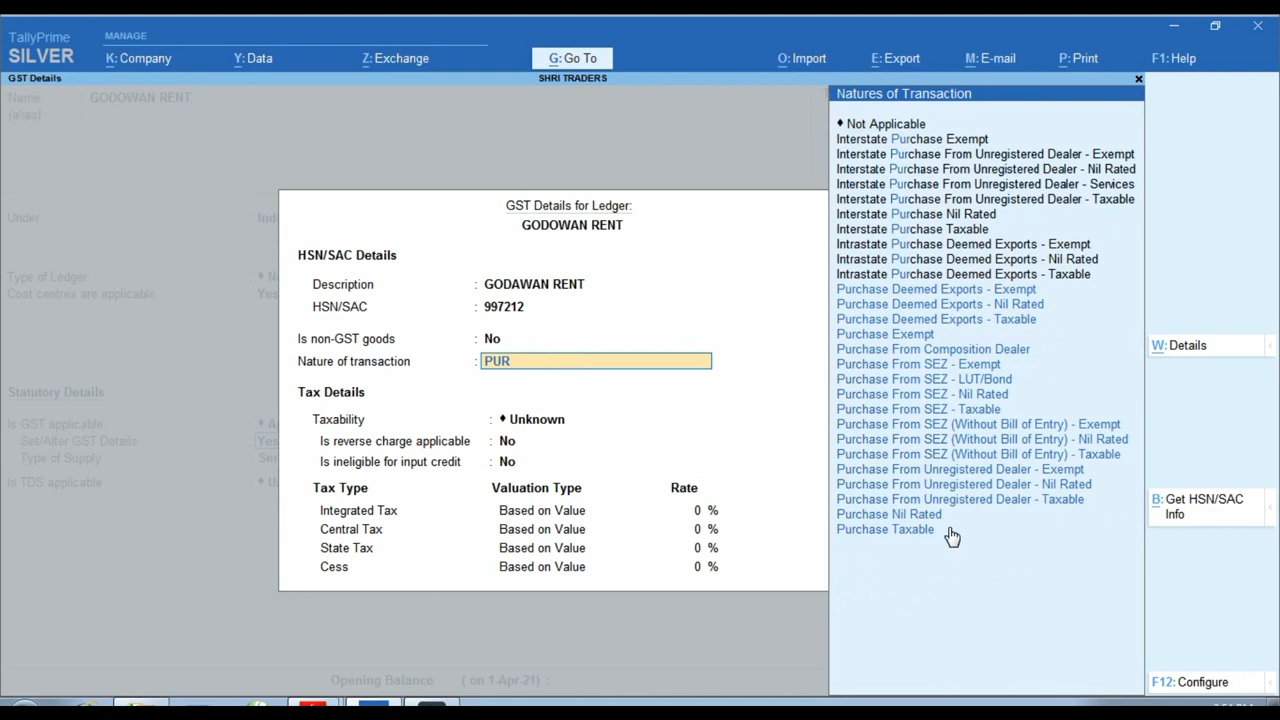 TallyPrime
SILVER
MANAGE
K: Company
Y: Data
Z: Exchange
G: Go To
O: Import
E: Export
M: E-mail
P: Print
F1: Help
GST Details
SHRI TRADERS
Name : GODOWAN RENT
(alias) :
Under :
Type of Ledger
Cost centres are applicable : Yes
Statutory Details
Is GST applicable
Set/Alter GST Details : Yes
Type of Supply
Is TDS applicable
Opening Balance ( on 1-Apr-21) :
GST Details for Ledger:
GODOWAN RENT
HSN/SAC Details
Description : GODAWAN RENT
HSN/SAC : 997212
Is non-GST goods : No
Nature of transaction : PUR
Tax Details
Taxability : ♦ Unknown
Is reverse charge applicable : No
Is ineligible for input credit : No
Tax Type Valuation Type Rate
Integrated Tax Based on Value 0 %
Central Tax Based on Value 0 %
State Tax Based on Value 0 %
Cess Based on Value 0 %
Natures of Transaction
♦ Not Applicable
Interstate Purchase Exempt
Interstate Purchase From Unregistered Dealer - Exempt
Interstate Purchase From Unregistered Dealer - Nil Rated
Interstate Purchase From Unregistered Dealer - Services
Interstate Purchase From Unregistered Dealer - Taxable
Interstate Purchase Nil Rated
Interstate Purchase Taxable
Intrastate Purchase Deemed Exports - Exempt
Intrastate Purchase Deemed Exports - Nil Rated
Intrastate Purchase Deemed Exports - Taxable
Purchase Deemed Exports - Exempt
Purchase Deemed Exports - Nil Rated
Purchase Deemed Exports - Taxable
Purchase Exempt
Purchase From Composition Dealer
Purchase From SEZ - Exempt
Purchase From SEZ - LUT/Bond
Purchase From SEZ - Nil Rated
Purchase From SEZ - Taxable
Purchase From SEZ (Without Bill of Entry) - Exempt
Purchase From SEZ (Without Bill of Entry) - Nil Rated
Purchase From SEZ (Without Bill of Entry) - Taxable
Purchase From Unregistered Dealer - Exempt
Purchase From Unregistered Dealer - Nil Rated
Purchase From Unregistered Dealer - Taxable
Purchase Nil Rated
Purchase Taxable
W: Details
B: Get HSN/SAC
Info
F12: Configure